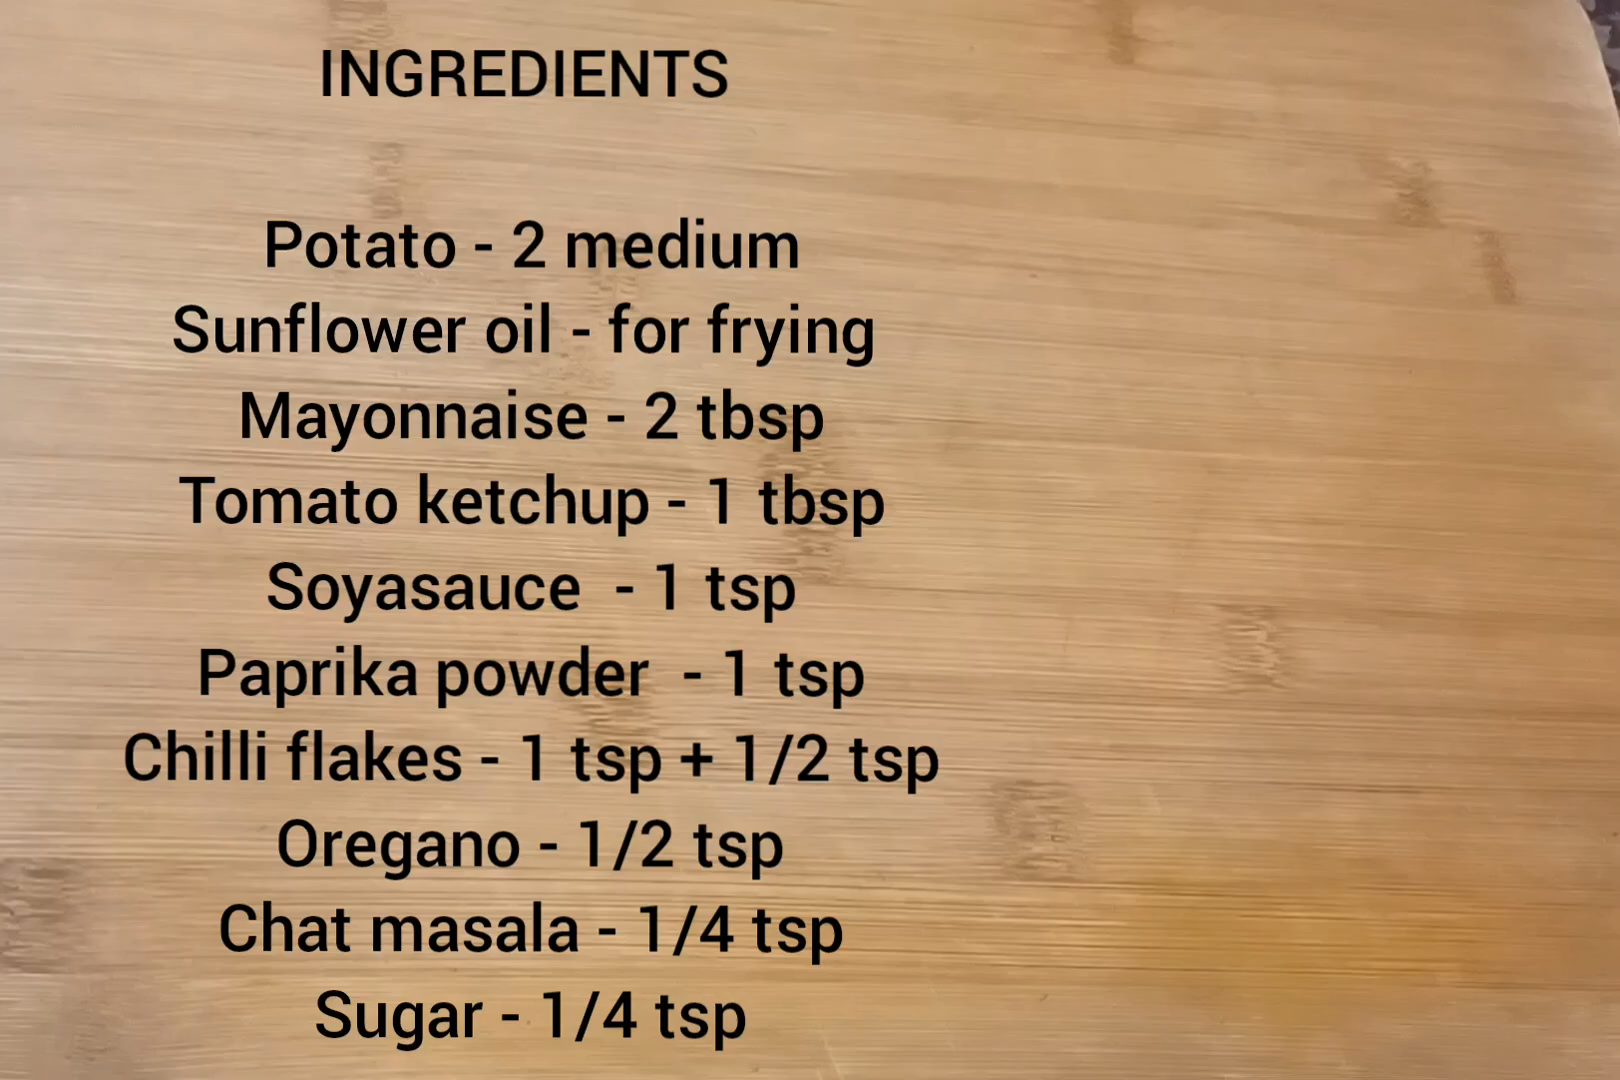 INGREDIENTS
Potato - 2 medium
Sunflower oil - for frying
Mayonnaise - 2 tbsp
Tomato ketchup - 1 tbsp
Soyasauce  - 1 tsp
Paprika powder  - 1 tsp
Chilli flakes - 1 tsp + 1/2 tsp
Oregano - 1/2 tsp
Chat masala - 1/4 tsp
Sugar - 1/4 tsp